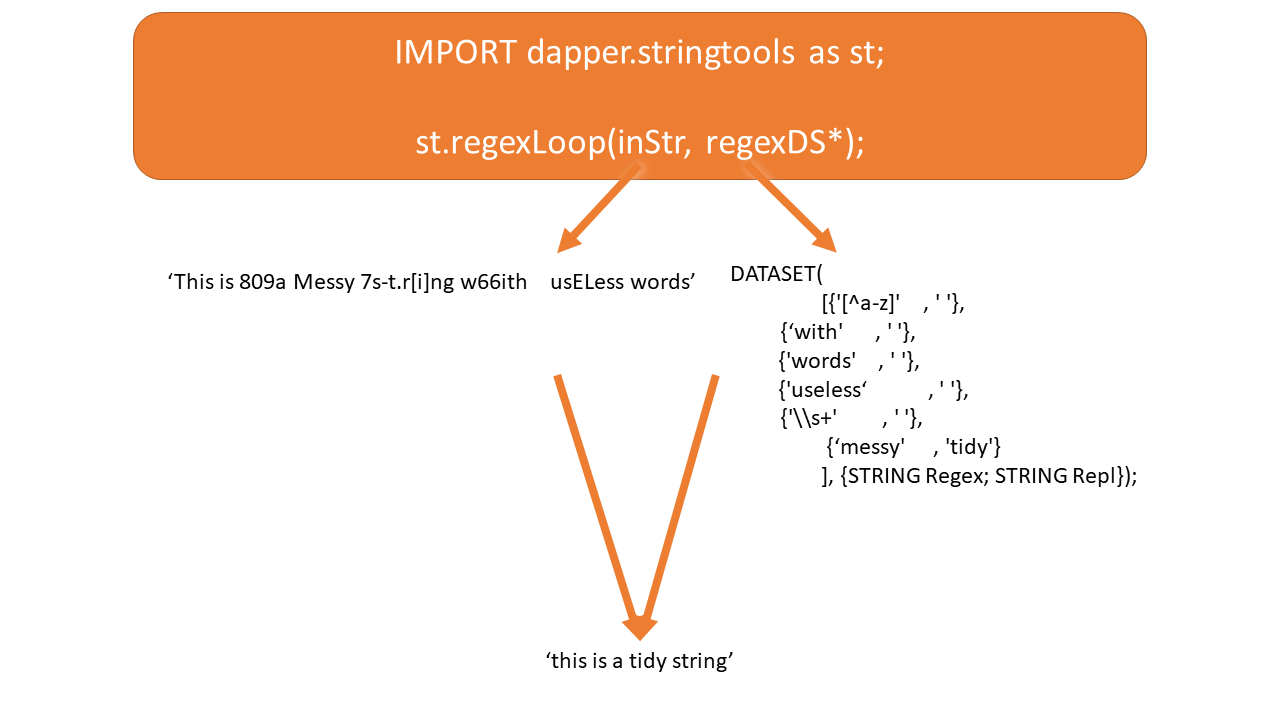 IMPORT dapper.stringtools as st;
st.regexLoop(inStr, regexDS*);
‘This is 809a Messy 7s-t.r[i]ng w66ith usELess words’
DATASET(
[{'[^a-z]' , ' '},
{‘with' , ' '},
{'words' , ' '},
{'useless‘ , ' '},
{'\\s+' , ' '},
{‘messy' , 'tidy'}
], {STRING Regex; STRING Repl});
‘this is a tidy string’